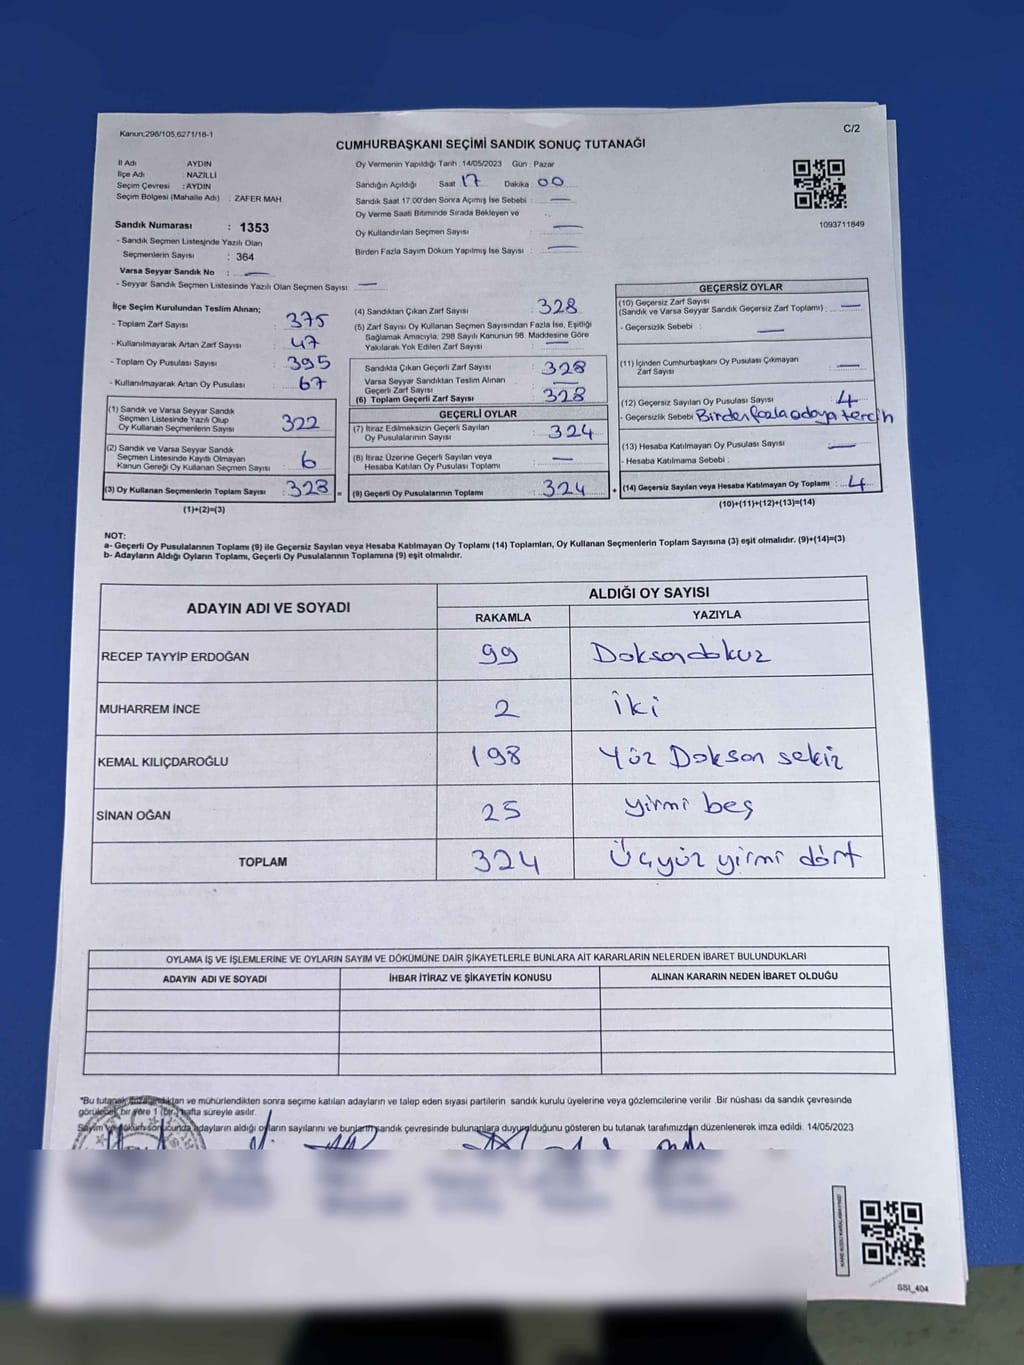 Kanun;298/105,6271/18-1
C/2
CUMHURBAŞKANI SEÇİMİ SANDIK SONUÇ TUTANAĞI
İl Adı : AYDIN
İlçe Adı : NAZİLLİ
Seçim Çevresi : AYDIN
Seçim Bölgesi (Mahalle Adı) : ZAFER MAH
Sandık Numarası : 1353
- Sandık Seçmen Listesinde Yazılı Olan
Seçmenlerin Sayısı : 364
Varsa Seyyar Sandık No : —
- Seyyar Sandık Seçmen Listesinde Yazılı Olan Seçmen Sayısı : —
Oy Vermenin Yapıldığı Tarih : 14/05/2023 Gün : Pazar
Sandığın Açıldığı Saat 17 Dakika 00
Sandık Saat 17.00'den Sonra Açımış İse Sebebi : —
Oy Verme Saati Bitiminde Sırada Bekleyen ve
Oy Kullandırılan Seçmen Sayısı : —
Birden Fazla Sayım Döküm Yapılmış İse Sayısı : —
1093711849
İlçe Seçim Kurulundan Teslim Alınan;
- Toplam Zarf Sayısı : 375
- Kullanılmayarak Artan Zarf Sayısı : 47
- Toplam Oy Pusulası Sayısı : 395
- Kullanılmayarak Artan Oy Pusulası : 67
(1) Sandık ve Varsa Seyyar Sandık
Seçmen Listesinde Yazılı Olup
Oy Kullanan Seçmenlerin Sayısı : 322
(2) Sandık ve Varsa Seyyar Sandık
Seçmen Listesinde Kayıtlı Olmayan
Kanun Gereği Oy Kullanan Seçmen Sayısı : 6
(3) Oy Kullanan Seçmenlerin Toplam Sayısı : 328 =
(1)+(2)=(3)
(4) Sandıktan Çıkan Zarf Sayısı : 328
(5) Zarf Sayısı Oy Kullanan Seçmen Sayısından Fazla İse, Eşitliği
Sağlamak Amacıyla, 298 Sayılı Kanunun 98. Maddesine Göre
Yakılarak Yok Edilen Zarf Sayısı : —
Sandıkta Çıkan Geçerli Zarf Sayısı : 328
Varsa Seyyar Sandıktan Teslim Alınan
Geçerli Zarf Sayısı : —
(6) Toplam Geçerli Zarf Sayısı : 328
GEÇERLİ OYLAR
(7) İtiraz Edilmeksizin Geçerli Sayılan
Oy Pusulalarının Sayısı : 324
(8) İtiraz Üzerine Geçerli Sayılan veya
Hesaba Katılan Oy Pusulası Toplamı : —
(9) Geçerli Oy Pusulalarının Toplamı : 324 +
GEÇERSİZ OYLAR
(10) Geçersiz Zarf Sayısı
(Sandık ve Varsa Seyyar Sandık Geçersiz Zarf Toplamı) : —
- Geçersizlik Sebebi : —
(11) İçinden Cumhurbaşkanı Oy Pusulası Çıkmayan
Zarf Sayısı : —
(12) Geçersiz Sayılan Oy Pusulası Sayısı : 4
- Geçersizlik Sebebi Birden fazla adaya tercih
(13) Hesaba Katılmayan Oy Pusulası Sayısı : —
- Hesaba Katılmama Sebebi :
(14) Geçersiz Sayılan veya Hesaba Katılmayan Oy Toplamı : 4
(10)+(11)+(12)+(13)=(14)
NOT:
a- Geçerli Oy Pusulalarının Toplamı (9) ile Geçersiz Sayılan veya Hesaba Katılmayan Oy Toplamı (14) Toplamları, Oy Kullanan Seçmenlerin Toplam Sayısına (3) eşit olmalıdır. (9)+(14)=(3)
b- Adayların Aldığı Oyların Toplamı, Geçerli Oy Pusulalarının Toplamına (9) eşit olmalıdır.
ADAYIN ADI VE SOYADI ALDIĞI OY SAYISI
RAKAMLA YAZIYLA
RECEP TAYYİP ERDOĞAN 99 Doksandokuz
MUHARREM İNCE 2 iki
KEMAL KILIÇDAROĞLU 198 Yüz Doksan sekiz
SİNAN OĞAN 25 yirmi beş
TOPLAM 324 Üçyüz yirmi dört
OYLAMA İŞ VE İŞLEMLERİNE VE OYLARIN SAYIM VE DÖKÜMÜNE DAİR ŞİKAYETLERLE BUNLARA AİT KARARLARIN NELERDEN İBARET BULUNDUKLARI
ADAYIN ADI VE SOYADI İHBAR İTİRAZ VE ŞİKAYETİN KONUSU ALINAN KARARIN NEDEN İBARET OLDUĞU
"Bu tutanak imzalandıktan ve mühürlendikten sonra seçime katılan adayların ve talep eden siyasi partilerin sandık kurulu üyelerine veya gözlemcilerine verilir .Bir nüshası da sandık çevresinde
görülecek bir yere 1 (bir ) hafta süreyle asılır.
Sayım ve döküm sonucunda adayların aldığı oyların sayılarını ve bunların sandık çevresinde bulunanlara duyurulduğunu gösteren bu tutanak tarafımızdan düzenlenerek imza edildi. 14/05/2023
SSI_404